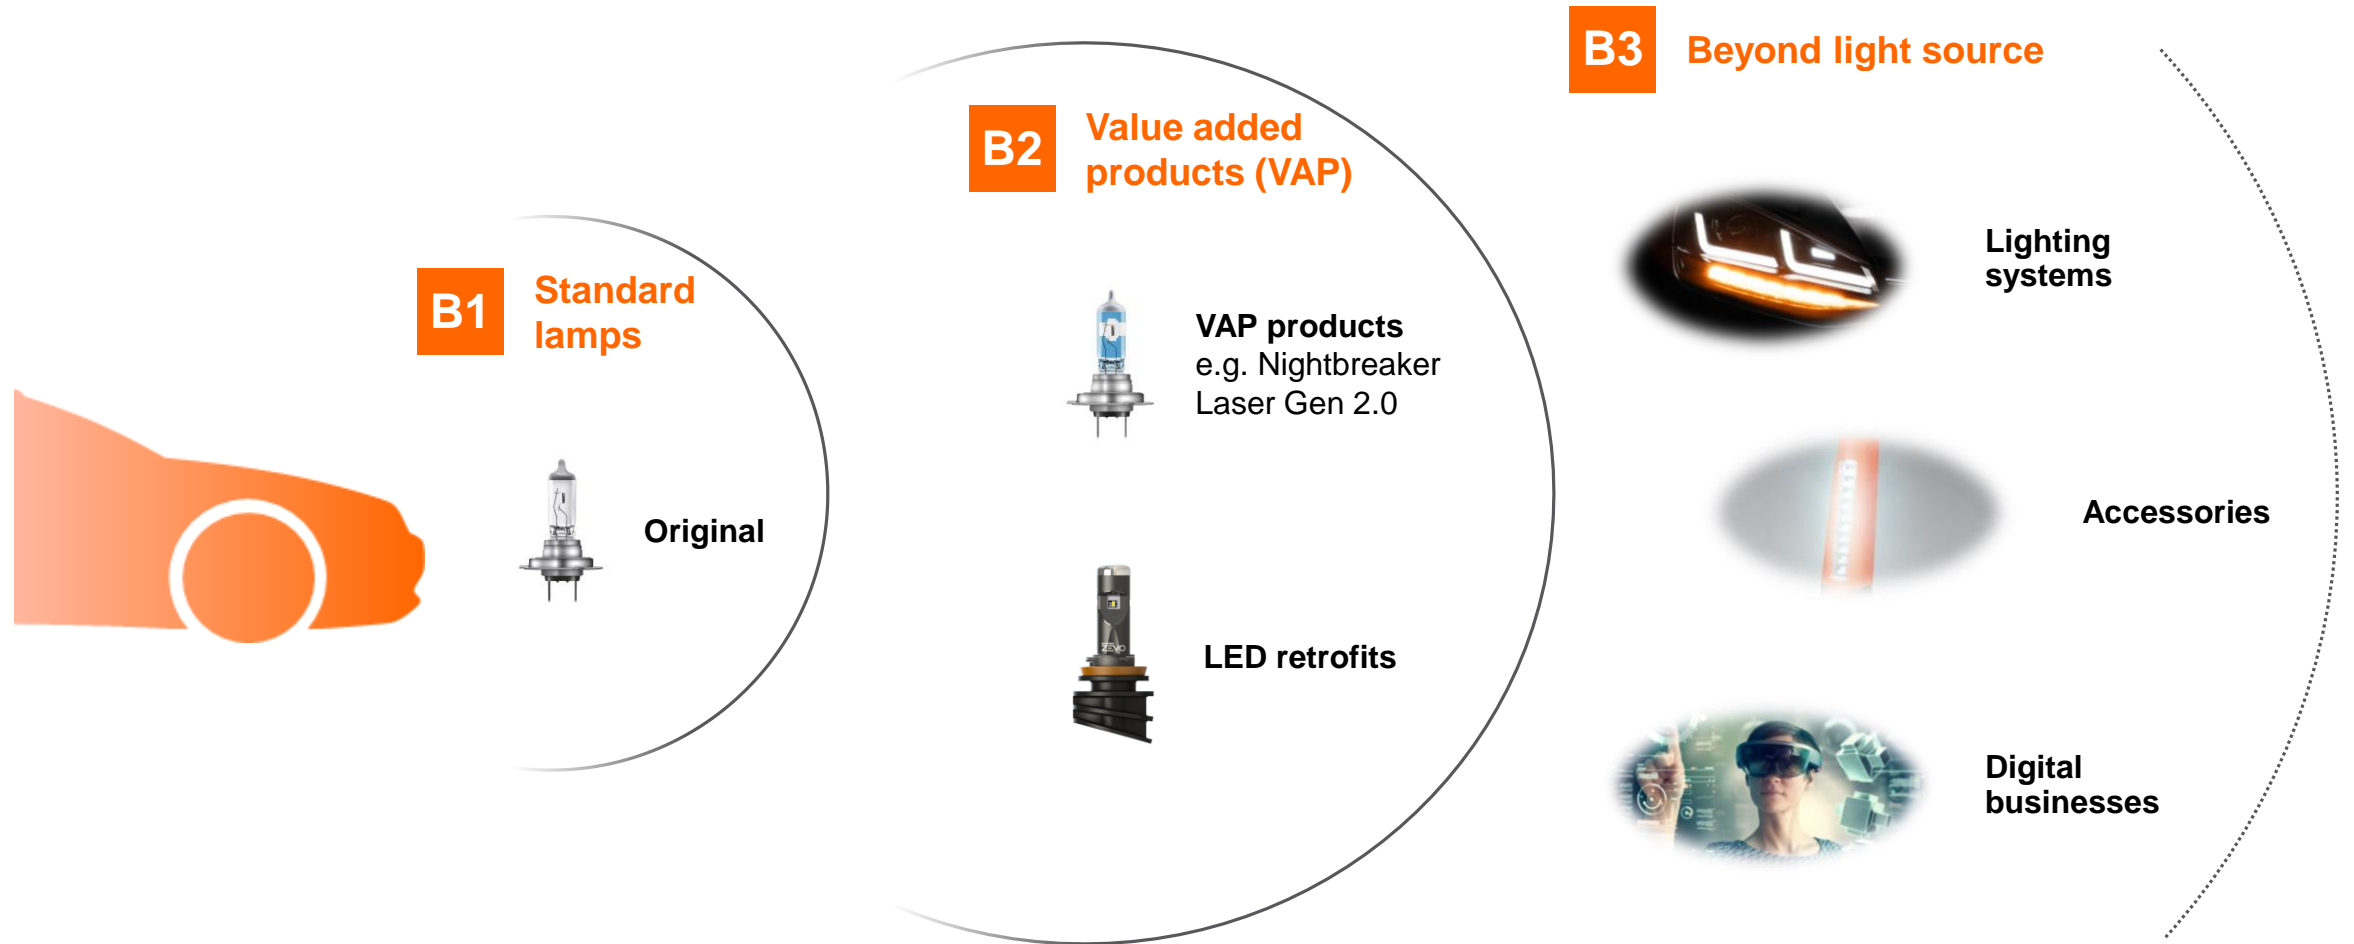 B1
Standard
lamps
Original
B2
Value added
products (VAP)
VAP products
e.g. Nightbreaker
Laser Gen 2.0
ZEVO
LED retrofits
B3
Beyond light source
Lighting
systems
Accessories
Digital
businesses